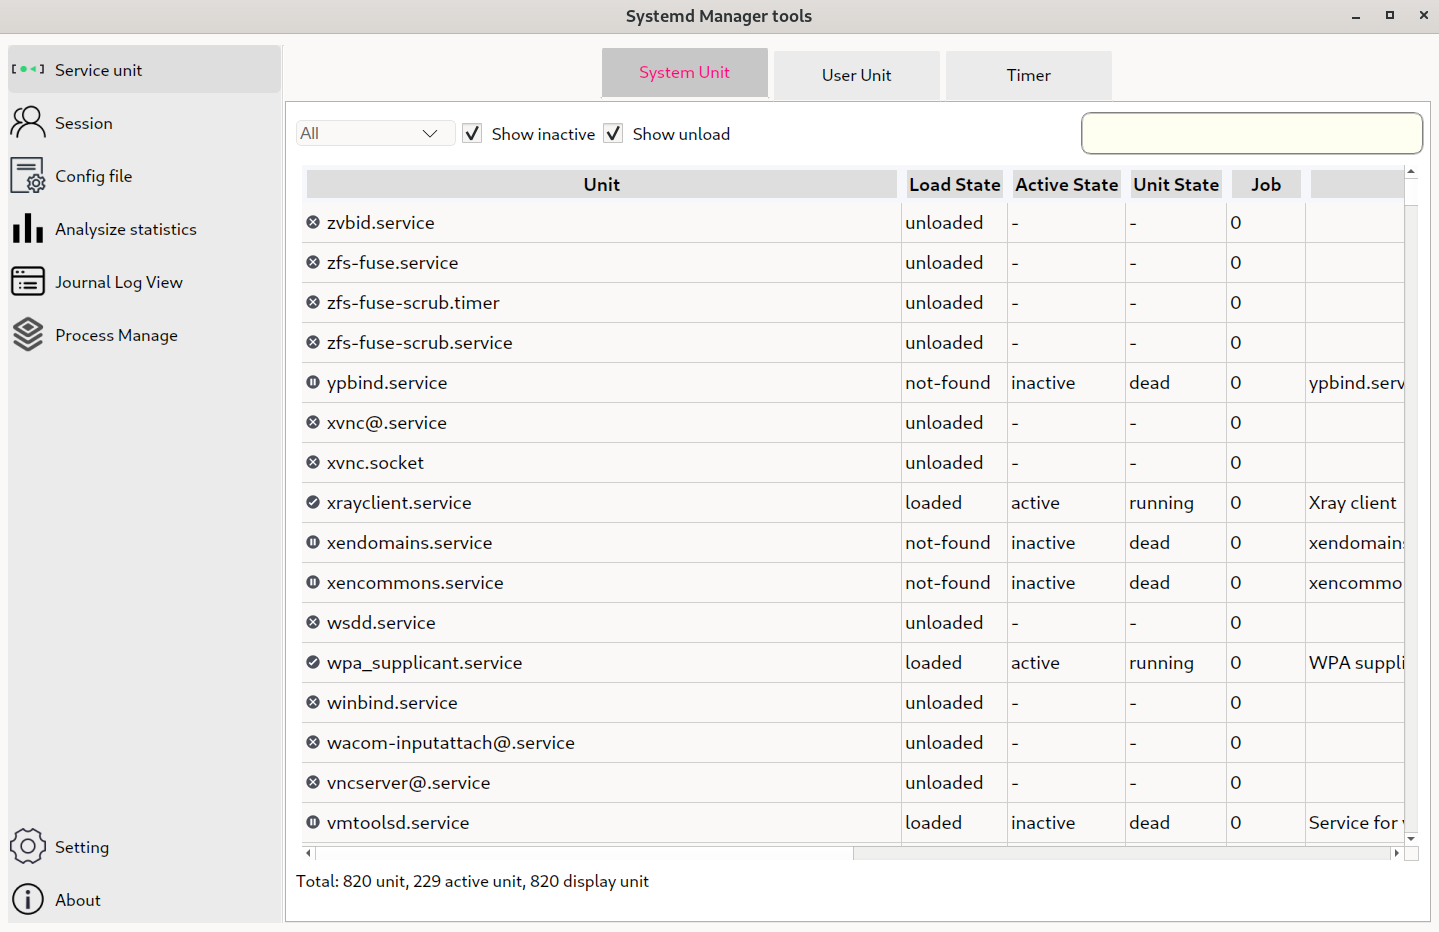 Systemd Manager tools
Service unit
Session
Config file
Analysize statistics
Journal Log View
Process Manage
Setting
About
System Unit User Unit Timer
All Show inactive Show unload
Unit Load State Active State Unit State Job
zvbid.service unloaded - - 0
zfs-fuse.service unloaded - - 0
zfs-fuse-scrub.timer unloaded - - 0
zfs-fuse-scrub.service unloaded - - 0
ypbind.service not-found inactive dead 0 ypbind.serv
xvnc@.service unloaded - - 0
xvnc.socket unloaded - - 0
xrayclient.service loaded active running 0 Xray client
xendomains.service not-found inactive dead 0 xendomains
xencommons.service not-found inactive dead 0 xencommo
wsdd.service unloaded - - 0
wpa_supplicant.service loaded active running 0 WPA suppli
winbind.service unloaded - - 0
wacom-inputattach@.service unloaded - - 0
vncserver@.service unloaded - - 0
vmtoolsd.service loaded inactive dead 0 Service for
Total: 820 unit, 229 active unit, 820 display unit